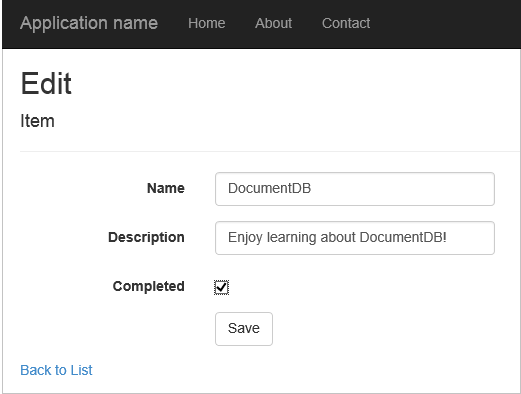 Application name Home About Contact
Edit
Item
Name DocumentDB
Description Enjoy learning about DocumentDB!
Completed
Save
Back to List